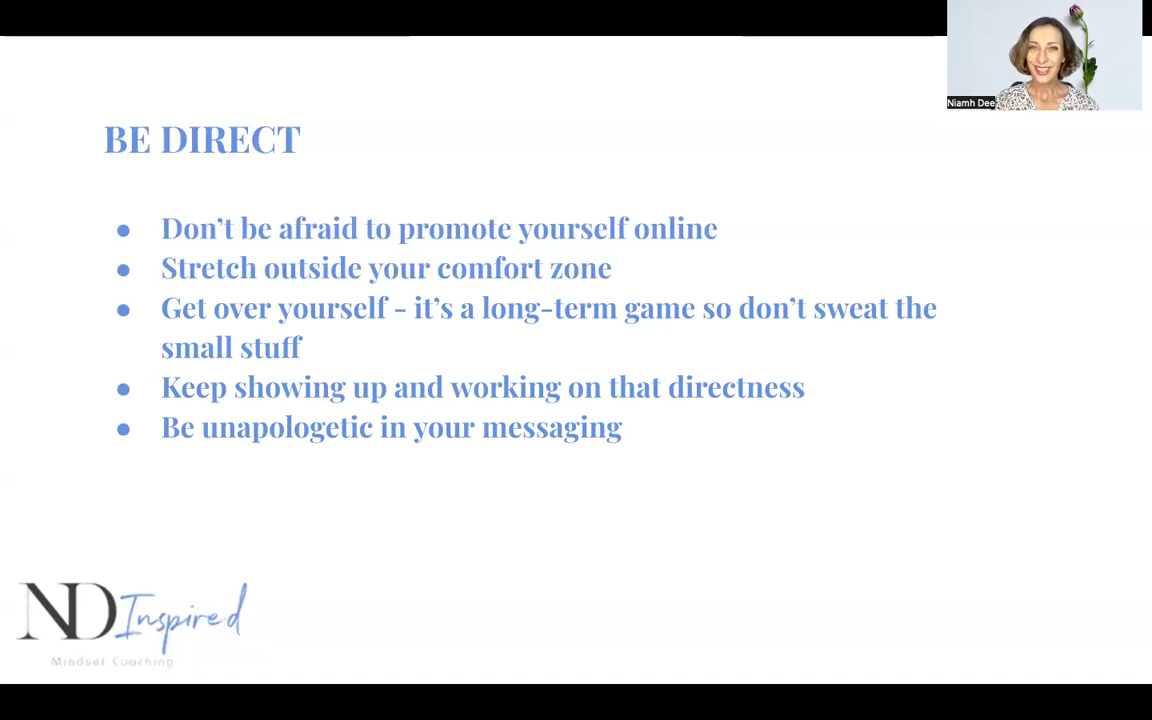 Niamh Dee
BE DIRECT
● Don’t be afraid to promote yourself online
● Stretch outside your comfort zone
● Get over yourself - it’s a long-term game so don’t sweat the
small stuff
● Keep showing up and working on that directness
● Be unapologetic in your messaging
ND Inspired
Mindset Coaching